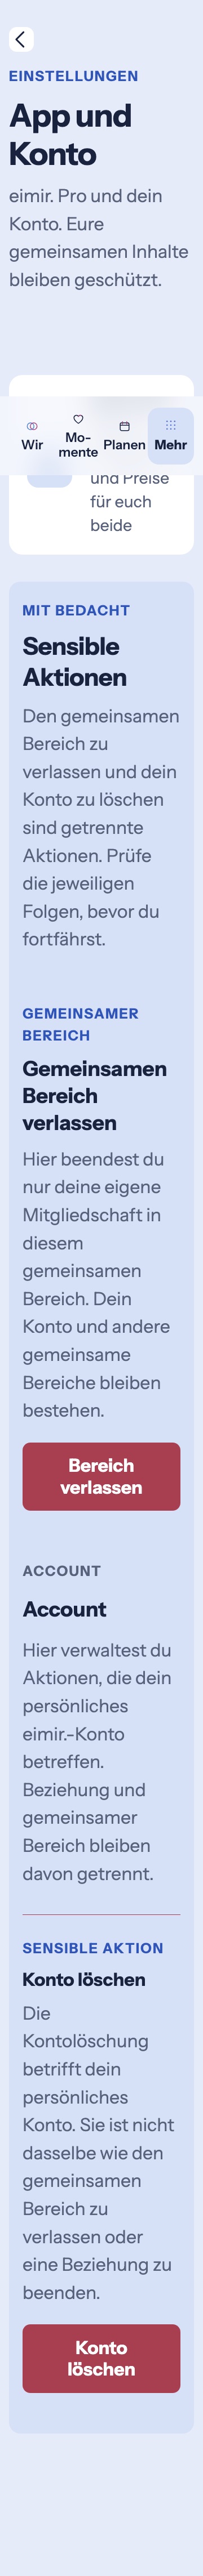 EINSTELLUNGEN
App und
Konto
eimir. Pro und dein
Konto. Eure
gemeinsamen Inhalte
bleiben geschützt.
Wir
Mo-
mente
Planen
Mehr
und Preise
für euch
beide
MIT BEDACHT
Sensible
Aktionen
Den gemeinsamen
Bereich zu
verlassen und dein
Konto zu löschen
sind getrennte
Aktionen. Prüfe
die jeweiligen
Folgen, bevor du
fortfährst.
GEMEINSAMER
BEREICH
Gemeinsamen
Bereich
verlassen
Hier beendest du
nur deine eigene
Mitgliedschaft in
diesem
gemeinsamen
Bereich. Dein
Konto und andere
gemeinsame
Bereiche bleiben
bestehen.
Bereich
verlassen
ACCOUNT
Account
Hier verwaltest du
Aktionen, die dein
persönliches
eimir.-Konto
betreffen.
Beziehung und
gemeinsamer
Bereich bleiben
davon getrennt.
SENSIBLE AKTION
Konto löschen
Die
Kontolöschung
betrifft dein
persönliches
Konto. Sie ist nicht
dasselbe wie den
gemeinsamen
Bereich zu
verlassen oder
eine Beziehung zu
beenden.
Konto
löschen